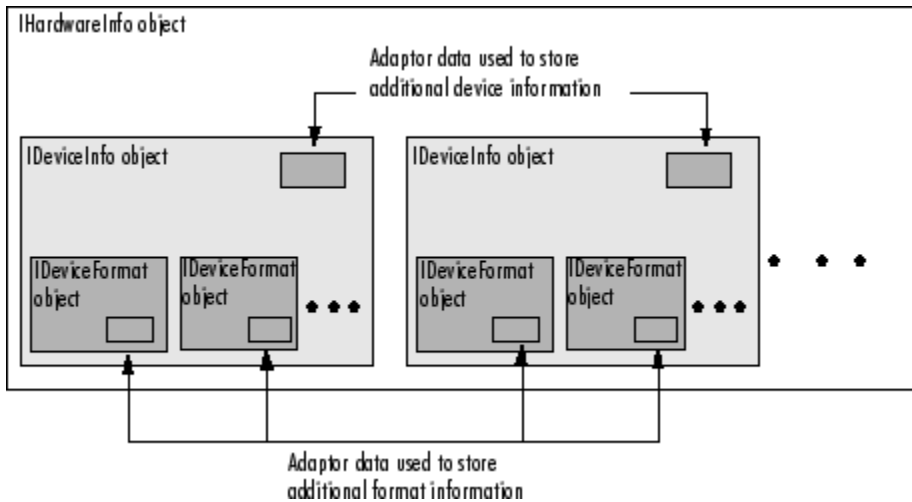 IHardwareInfo object
Adaptor data used to store
additional device information
IDeviceInfo object
IDeviceInfo object
IDeviceFormat
object
IDeviceFormat
object
IDeviceFormat
object
IDeviceFormat
object
Adaptor data used to store
additional format information